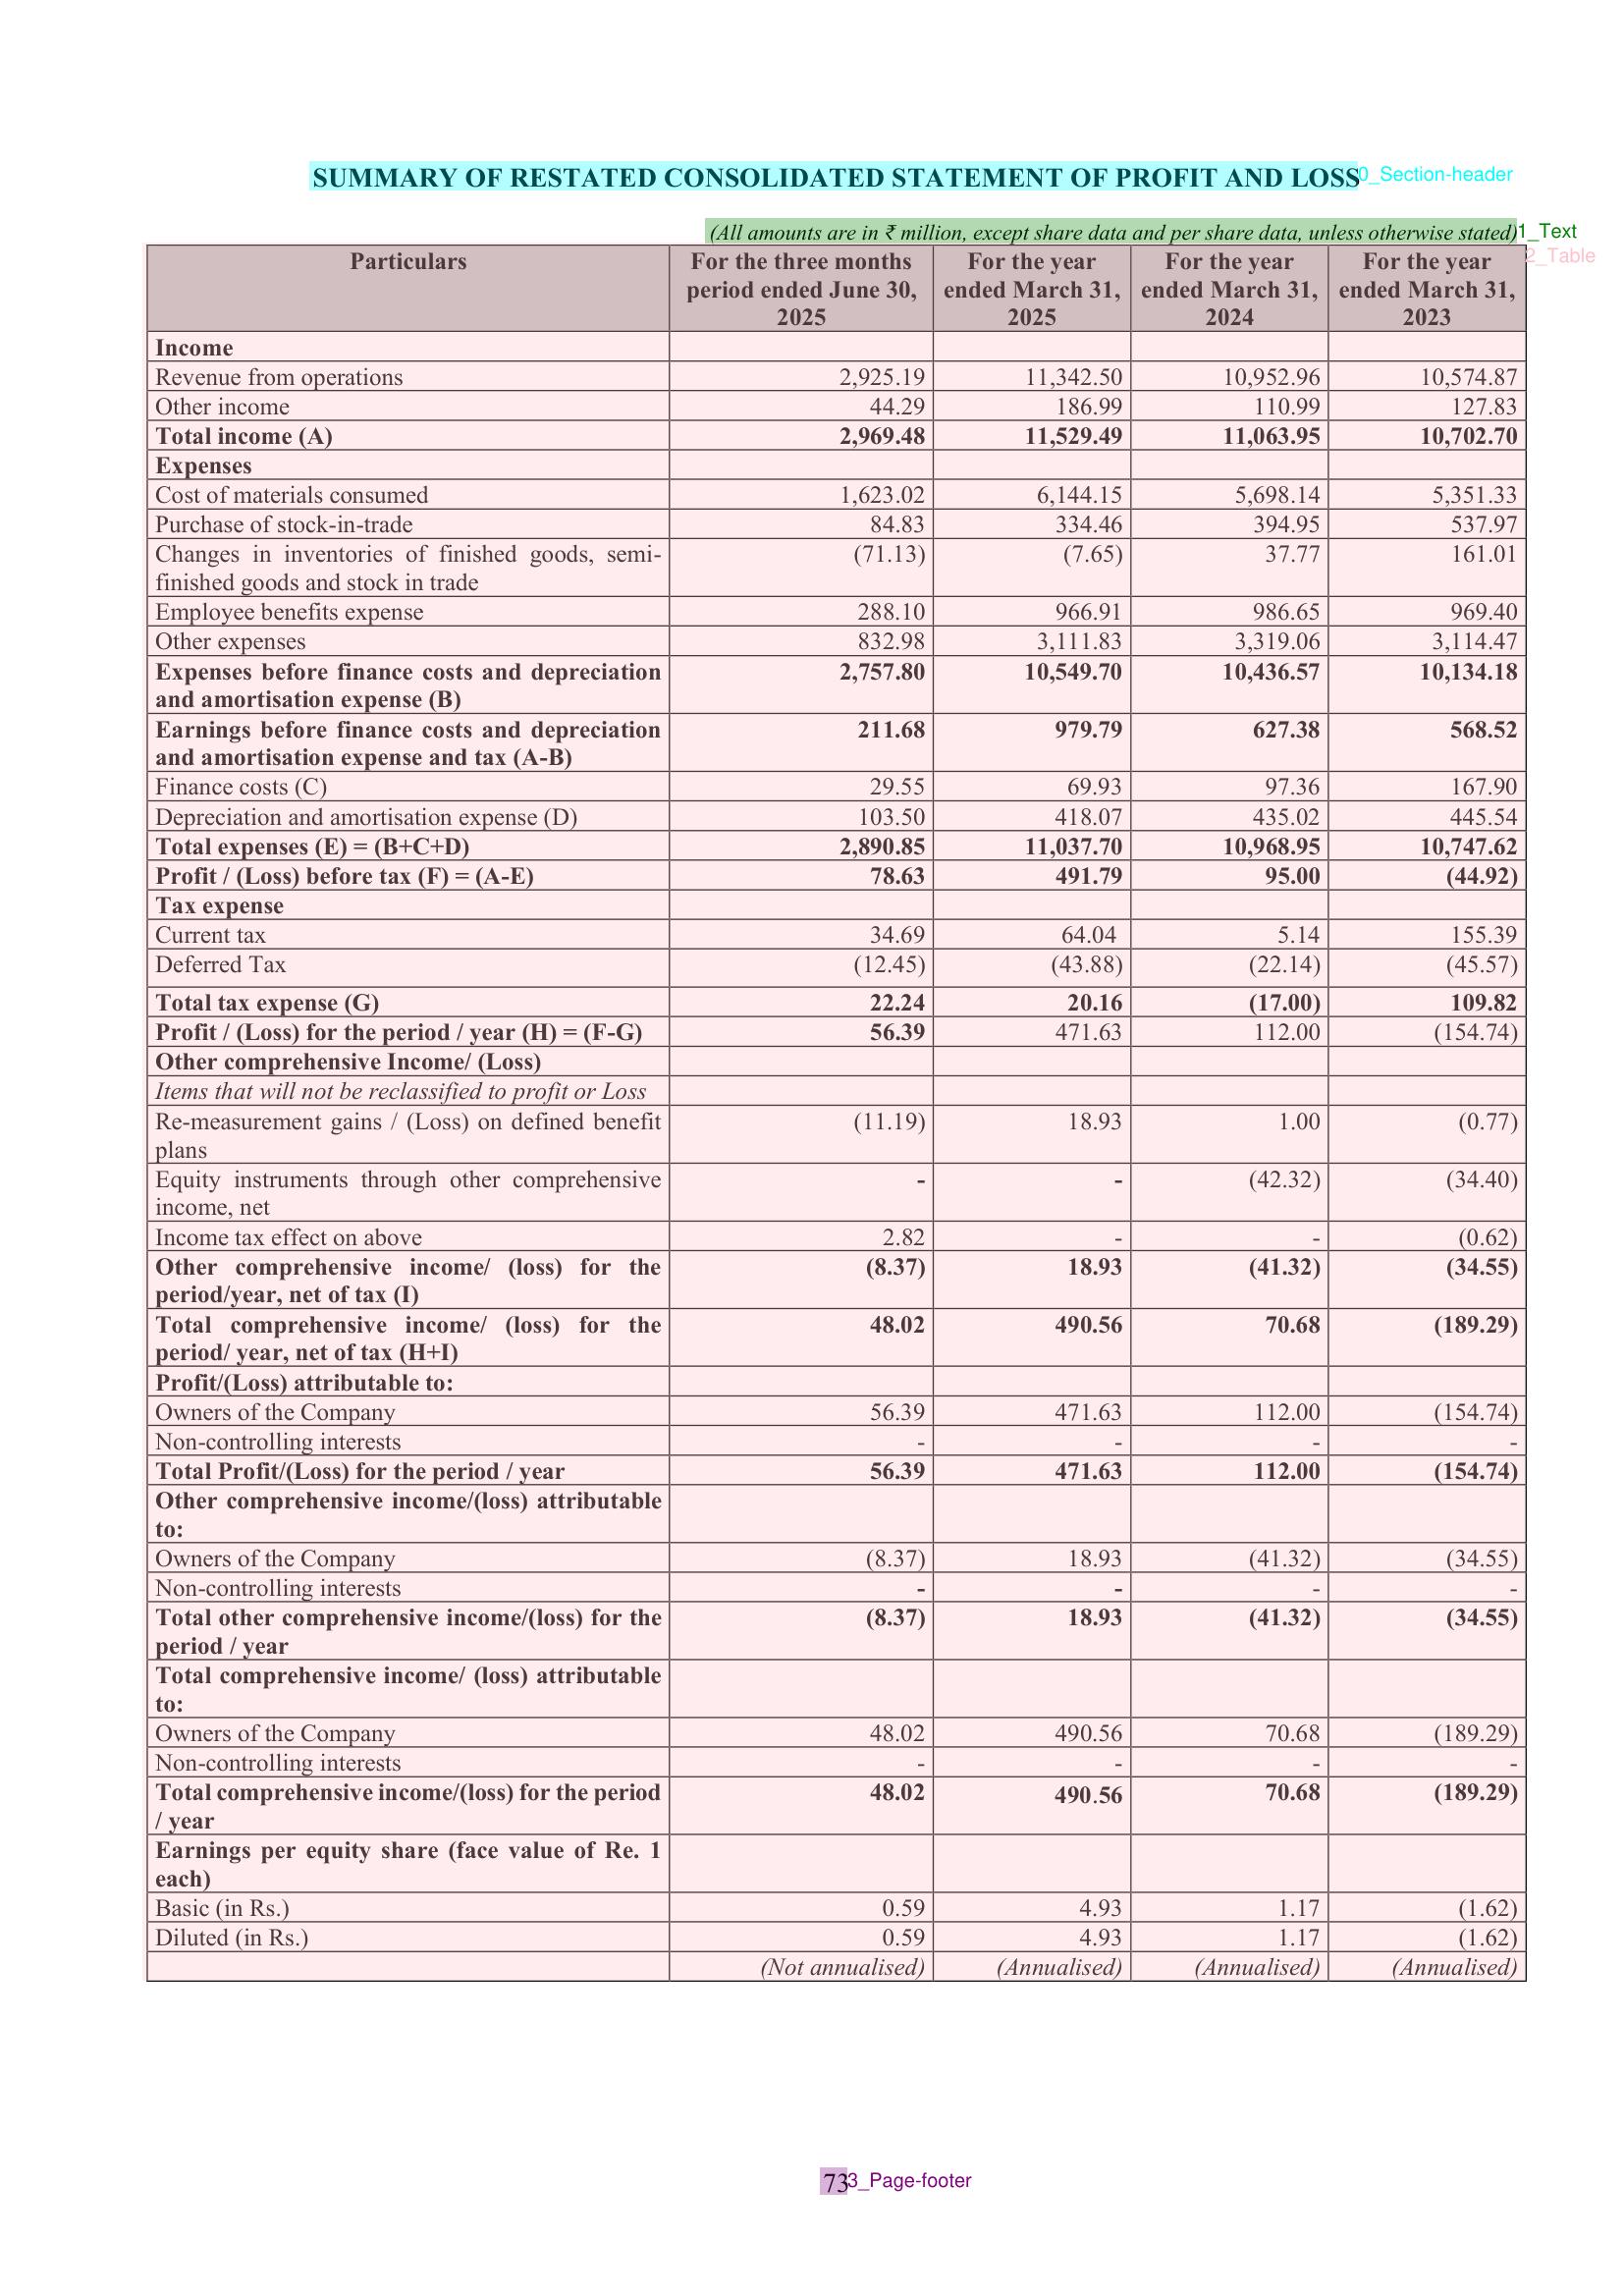 SUMMARY OF RESTATED CONSOLIDATED STATEMENT OF PROFIT AND LOSS 0_Section-header
(All amounts are in ₹ million, except share data and per share data, unless otherwise stated) 1_Text
2_Table
Particulars For the three months period ended June 30, 2025 For the year ended March 31, 2025 For the year ended March 31, 2024 For the year ended March 31, 2023
Income
Revenue from operations 2,925.19 11,342.50 10,952.96 10,574.87
Other income 44.29 186.99 110.99 127.83
Total income (A) 2,969.48 11,529.49 11,063.95 10,702.70
Expenses
Cost of materials consumed 1,623.02 6,144.15 5,698.14 5,351.33
Purchase of stock-in-trade 84.83 334.46 394.95 537.97
Changes in inventories of finished goods, semi- (71.13) (7.65) 37.77 161.01
finished goods and stock in trade
Employee benefits expense 288.10 966.91 986.65 969.40
Other expenses 832.98 3,111.83 3,319.06 3,114.47
Expenses before finance costs and depreciation 2,757.80 10,549.70 10,436.57 10,134.18
and amortisation expense (B)
Earnings before finance costs and depreciation 211.68 979.79 627.38 568.52
and amortisation expense and tax (A-B)
Finance costs (C) 29.55 69.93 97.36 167.90
Depreciation and amortisation expense (D) 103.50 418.07 435.02 445.54
Total expenses (E) = (B+C+D) 2,890.85 11,037.70 10,968.95 10,747.62
Profit / (Loss) before tax (F) = (A-E) 78.63 491.79 95.00 (44.92)
Tax expense
Current tax 34.69 64.04 5.14 155.39
Deferred Tax (12.45) (43.88) (22.14) (45.57)
Total tax expense (G) 22.24 20.16 (17.00) 109.82
Profit / (Loss) for the period / year (H) = (F-G) 56.39 471.63 112.00 (154.74)
Other comprehensive Income/ (Loss)
Items that will not be reclassified to profit or Loss
Re-measurement gains / (Loss) on defined benefit (11.19) 18.93 1.00 (0.77)
plans
Equity instruments through other comprehensive - - (42.32) (34.40)
income, net
Income tax effect on above 2.82 - - (0.62)
Other comprehensive income/ (loss) for the (8.37) 18.93 (41.32) (34.55)
period/year, net of tax (I)
Total comprehensive income/ (loss) for the 48.02 490.56 70.68 (189.29)
period/ year, net of tax (H+I)
Profit/(Loss) attributable to:
Owners of the Company 56.39 471.63 112.00 (154.74)
Non-controlling interests - - - -
Total Profit/(Loss) for the period / year 56.39 471.63 112.00 (154.74)
Other comprehensive income/(loss) attributable
to:
Owners of the Company (8.37) 18.93 (41.32) (34.55)
Non-controlling interests - - - -
Total other comprehensive income/(loss) for the (8.37) 18.93 (41.32) (34.55)
period / year
Total comprehensive income/ (loss) attributable
to:
Owners of the Company 48.02 490.56 70.68 (189.29)
Non-controlling interests - - - -
Total comprehensive income/(loss) for the period 48.02 490.56 70.68 (189.29)
/ year
Earnings per equity share (face value of Re. 1
each)
Basic (in Rs.) 0.59 4.93 1.17 (1.62)
Diluted (in Rs.) 0.59 4.93 1.17 (1.62)
(Not annualised) (Annualised) (Annualised) (Annualised)
73 3_Page-footer